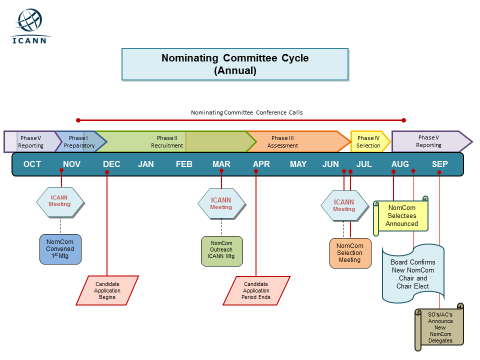 ICANN
Nominating Committee Cycle
(Annual)
Nominating Committee Conference Calls
Phase V
Reporting
Phase I
Preparatory
Phase II
Recruitment
Phase III
Assessment
Phase IV
Selection
Phase V
Reporting
OCT NOV DEC JAN FEB MAR APR MAY JUN JUL AUG SEP
ICANN
Meeting
ICANN
Meeting
ICANN
Meeting
NomCom
Selectees
Announced
NomCom
Convened
1st Mtg
NomCom
Outreach
ICANN Mtg
NomCom
Selection
Meeting
Board Confirms
New NomCom
Chair and
Chair Elect
Candidate
Application
Begins
Candidate
Application
Period Ends
SO's/AC's
Announce
New
NomCom
Delegates